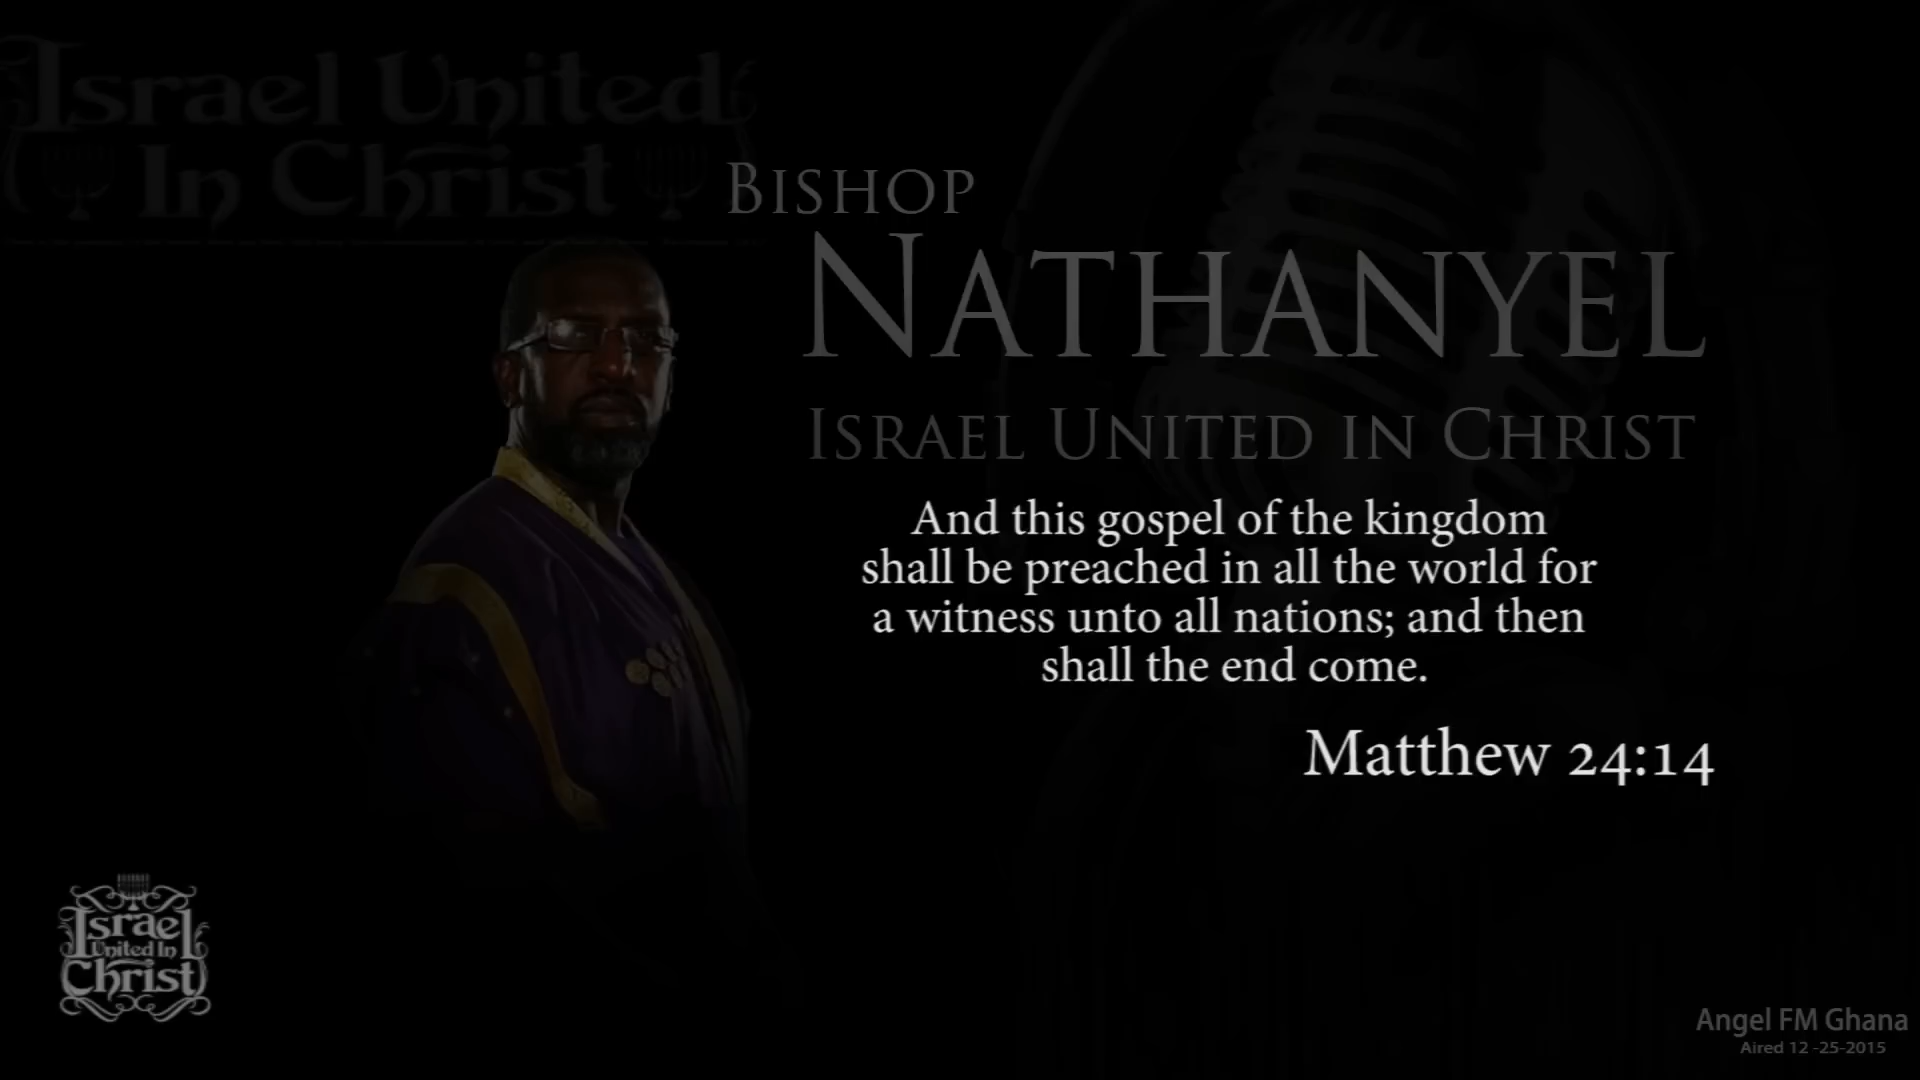 Israel United
In Christ
BISHOP
NATHANYEL
ISRAEL UNITED IN CHRIST
And this gospel of the kingdom
shall be preached in all the world for
a witness unto all nations; and then
shall the end come.
Matthew 24:14
Israel
United In
Christ
Angel FM Ghana
Aired 12 -25-2015